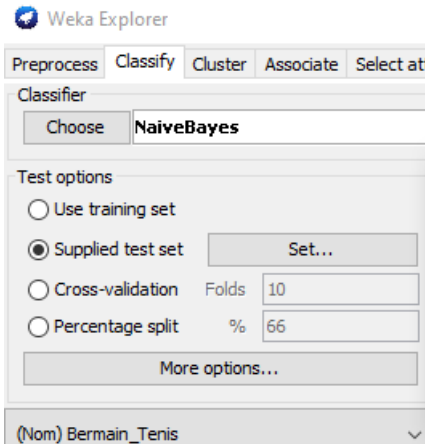 Weka Explorer
Preprocess Classify Cluster Associate Select at
Classifier
Choose NaiveBayes
Test options
Use training set
Supplied test set Set...
Cross-validation Folds 10
Percentage split % 66
More options...
(Nom) Bermain_Tenis